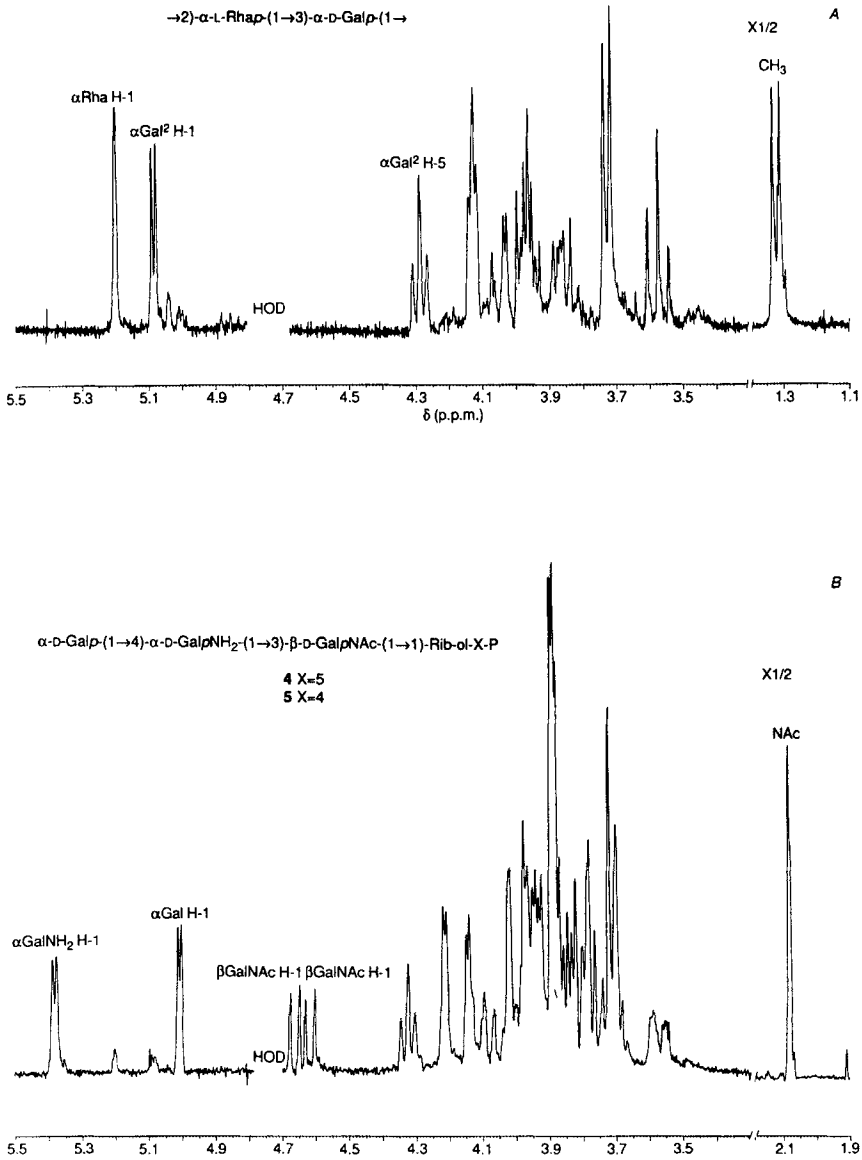 →2)-α-L-Rhap-(1→3)-α-D-Galp-(1→
A
X1/2
CH₃
αRha H-1
αGal² H-1
αGal² H-5
HOD
5.5 5.3 5.1 4.9 4.7 4.5 4.3 4.1 3.9 3.7 3.5 1.3 1.1
δ (p.p.m.)
B
α-D-Galp-(1→4)-α-D-GalpNH₂-(1→3)-β-D-GalpNAc-(1→1)-Rib-ol-X-P
4 X=5
5 X=4
X1/2
NAc
αGalNH₂ H-1
αGal H-1
βGalNAc H-1 βGalNAc H-1
HOD
5.5 5.3 5.1 4.9 4.7 4.5 4.3 4.1 3.9 3.7 3.5 2.1 1.9